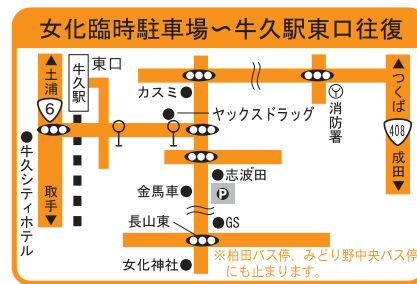 女化臨時駐車場〜牛久駅東口往復
▲土浦
6
取手▼
牛久駅
東口
カスミ
ヤックスドラッグ
消防署
▲つくば
408
成田▼
牛久シティホテル
志波田
金馬車
P
長山東
GS
女化神社
※柏田バス停、みどり野中央バス停
にも止まります。